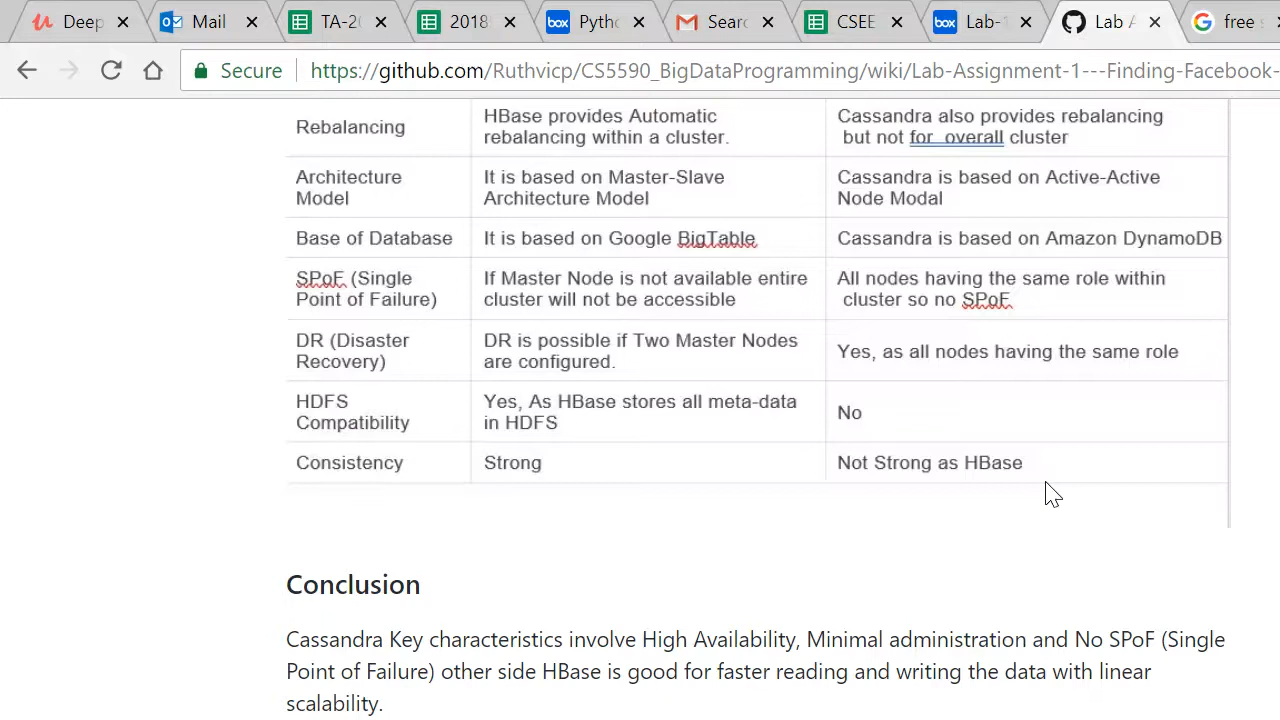 Deep
Mail
TA-20
2018
Pytho
Sear
CSEE
Lab-
Lab A
free
Secure
https://github.com/Ruthvicp/CS5590_BigDataProgramming/wiki/Lab-Assignment-1---Finding-Facebook-
Rebalancing
HBase provides Automatic
rebalancing within a cluster.
Cassandra also provides rebalancing
but not for overall cluster
Architecture
Model
It is based on Master-Slave
Architecture Model
Cassandra is based on Active-Active
Node Modal
Base of Database
It is based on Google BigTable
Cassandra is based on Amazon DynamoDB
SPoF (Single
Point of Failure)
If Master Node is not available entire
cluster will not be accessible
All nodes having the same role within
cluster so no SPoF
DR (Disaster
Recovery)
DR is possible if Two Master Nodes
are configured.
Yes, as all nodes having the same role
HDFS
Compatibility
Yes, As HBase stores all meta-data
in HDFS
No
Consistency
Strong
Not Strong as HBase
Conclusion
Cassandra Key characteristics involve High Availability, Minimal administration and No SPoF (Single
Point of Failure) other side HBase is good for faster reading and writing the data with linear
scalability.